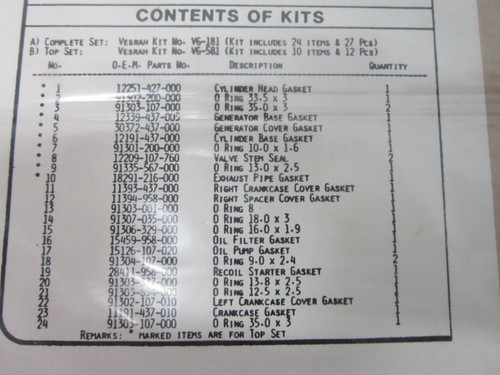 CONTENTS OF KITS
A) COMPLETE SET: VESRAH KIT NO. VG-181 (KIT INCLUDES 24 ITEMS & 27 PCS)
B) TOP SET: VESRAH KIT NO. VG-581 (KIT INCLUDES 10 ITEMS & 12 PCS)
NO. O.E.M. PARTS NO. DESCRIPTION QUANTITY
* 1 12251-427-000 CYLINDER HEAD GASKET 1
2 O RING 33.5 X 3
* 3 91303-107-000 O RING 35.0 X 3 2
4 12339-437-005 GENERATOR BASE GASKET 1
* 5 30372-437-000 GENERATOR COVER GASKET 1
* 6 12191-437-000 CYLINDER BASE GASKET 1
* 7 91301-200-000 O RING 10.0 X 1.6 1
* 8 12209-107-760 VALVE STEM SEAL 2
* 9 91335-567-000 O RING 13.0 X 2.5 1
* 10 18291-216-000 EXHAUST PIPE GASKET 1
11 11393-437-000 RIGHT CRANKCASE COVER GASKET 1
12 11394-958-000 RIGHT SPACER COVER GASKET 1
13 91303-001-000 O RING 8 1
14 91307-035-000 O RING 18.0 X 3 1
15 91306-329-000 O RING 16.0 X 1.9 1
16 15459-958-000 OIL FILTER GASKET 1
17 15126-107-020 OIL PUMP GASKET 1
18 91304-107-000 O RING 9.0 X 2.4 2
19 28411-958-000 RECOIL STARTER GASKET 1
20 O RING 13.8 X 2.5 1
21 O RING 12.5 X 2.5 1
22 91302-107-010 LEFT CRANKCASE COVER GASKET 1
23 11191-437-010 CRANKCASE GASKET 1
24 91303-107-000 O RING 35.0 X 3 1
REMARKS: * MARKED ITEMS ARE FOR TOP SET